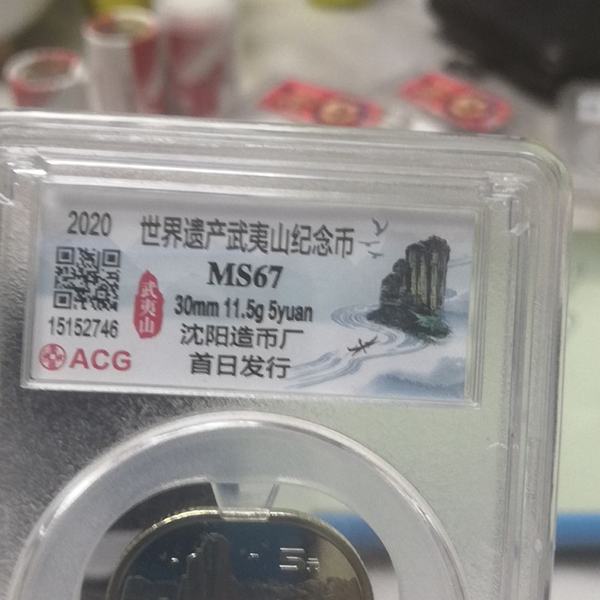 2020
世界遗产武夷山纪念币
MS67
武夷山
30mm 11.5g 5yuan
15152746
沈阳造币厂
ACG
首日发行